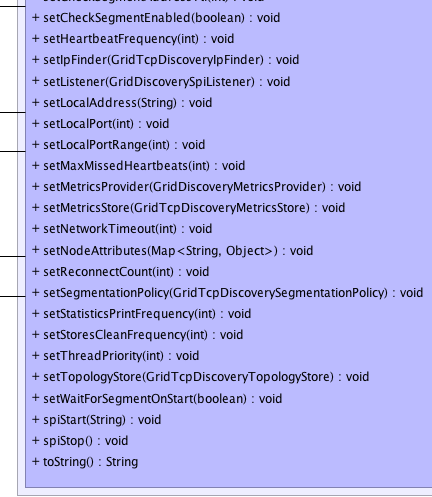 + setCheckSegmentEnabled(boolean) : void
+ setHeartbeatFrequency(int) : void
+ setIpFinder(GridTcpDiscoveryIpFinder) : void
+ setListener(GridDiscoverySpiListener) : void
+ setLocalAddress(String) : void
+ setLocalPort(int) : void
+ setLocalPortRange(int) : void
+ setMaxMissedHeartbeats(int) : void
+ setMetricsProvider(GridDiscoveryMetricsProvider) : void
+ setMetricsStore(GridTcpDiscoveryMetricsStore) : void
+ setNetworkTimeout(int) : void
+ setNodeAttributes(Map<String, Object>) : void
+ setReconnectCount(int) : void
+ setSegmentationPolicy(GridTcpDiscoverySegmentationPolicy) : void
+ setStatisticsPrintFrequency(int) : void
+ setStoresCleanFrequency(int) : void
+ setThreadPriority(int) : void
+ setTopologyStore(GridTcpDiscoveryTopologyStore) : void
+ setWaitForSegmentOnStart(boolean) : void
+ spiStart(String) : void
+ spiStop() : void
+ toString() : String